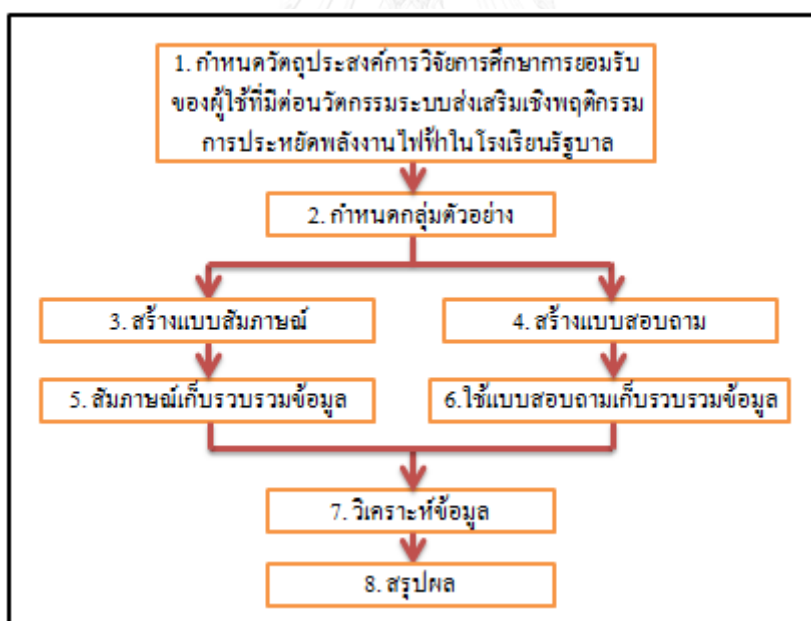 1. กำหนดวัตถุประสงค์การวิจัยการศึกษาการยอมรับ
ของผู้ใช้ที่มีต่อนวัตกรรมระบบส่งเสริมเชิงพฤติกรรม
การประหยัดพลังงานไฟฟ้าในโรงเรียนรัฐบาล
2. กำหนดกลุ่มตัวอย่าง
3. สร้างแบบสัมภาษณ์
4. สร้างแบบสอบถาม
5. สัมภาษณ์เก็บรวบรวมข้อมูล
6.ใช้แบบสอบถามเก็บรวบรวมข้อมูล
7. วิเคราะห์ข้อมูล
8. สรุปผล